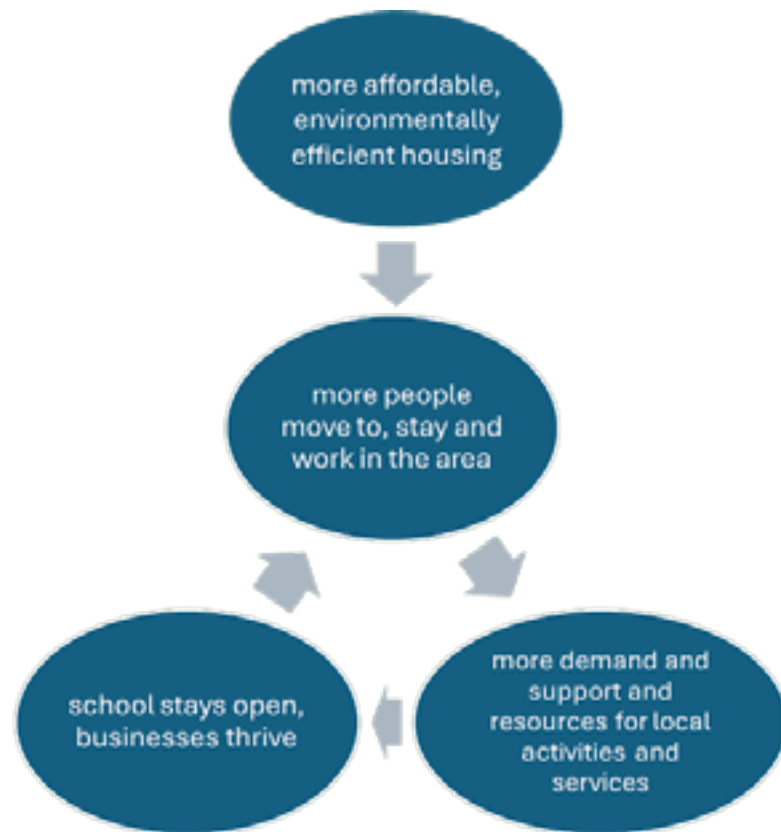 more affordable,
environmentally
efficient housing
more people
move to, stay and
work in the area
more demand and
support and
resources for local
activities and
services
school stays open,
businesses thrive